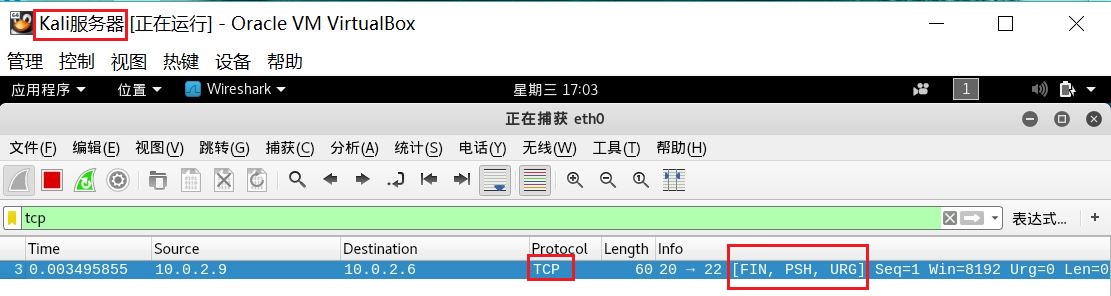 Kali服务器 [正在运行] - Oracle VM VirtualBox
管理 控制 视图 热键 设备 帮助
应用程序 位置 Wireshark 星期三 17:03 1
正在捕获 eth0
文件(F) 编辑(E) 视图(V) 跳转(G) 捕获(C) 分析(A) 统计(S) 电话(Y) 无线(W) 工具(T) 帮助(H)
tcp 表达式… +
Time Source Destination Protocol Length Info
3 0.003495855 10.0.2.9 10.0.2.6 TCP 60 20 → 22 [FIN, PSH, URG] Seq=1 Win=8192 Urg=0 Len=0